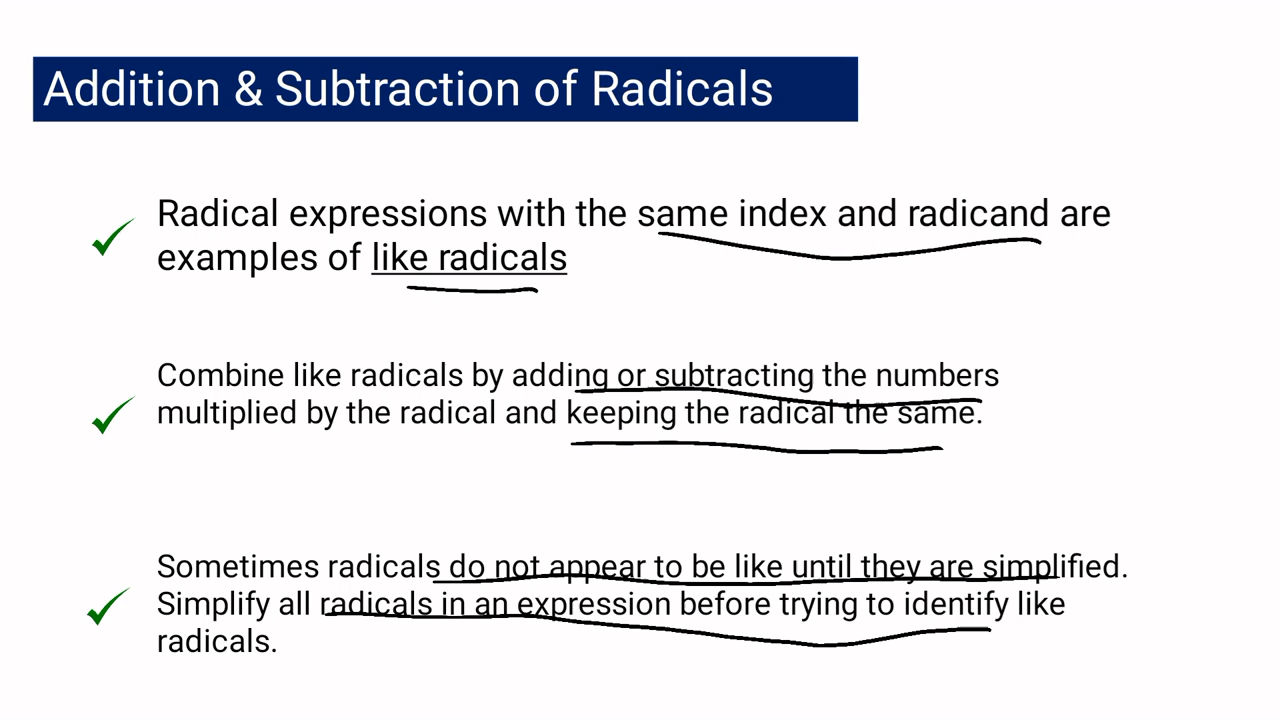 Addition & Subtraction of Radicals
Radical expressions with the same index and radicand are
examples of like radicals
Combine like radicals by adding or subtracting the numbers
multiplied by the radical and keeping the radical the same.
Sometimes radicals do not appear to be like until they are simplified.
Simplify all radicals in an expression before trying to identify like
radicals.